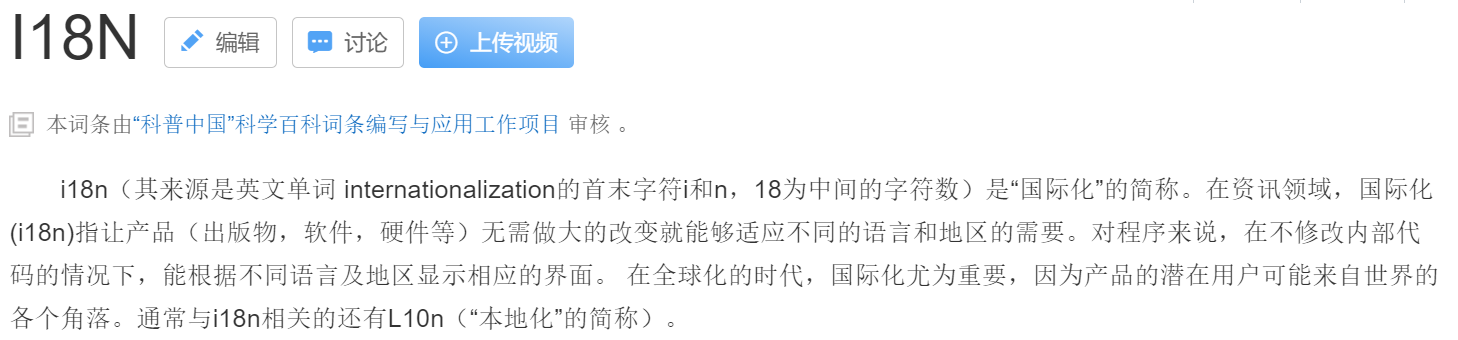 I18N 编辑 讨论 上传视频
本词条由“科普中国”科学百科词条编写与应用工作项目 审核 。
i18n（其来源是英文单词 internationalization的首末字符i和n，18为中间的字符数）是“国际化”的简称。在资讯领域，国际化
(i18n)指让产品（出版物，软件，硬件等）无需做大的改变就能够适应不同的语言和地区的需要。对程序来说，在不修改内部代
码的情况下，能根据不同语言及地区显示相应的界面。 在全球化的时代，国际化尤为重要，因为产品的潜在用户可能来自世界的
各个角落。通常与i18n相关的还有L10n（“本地化”的简称）。